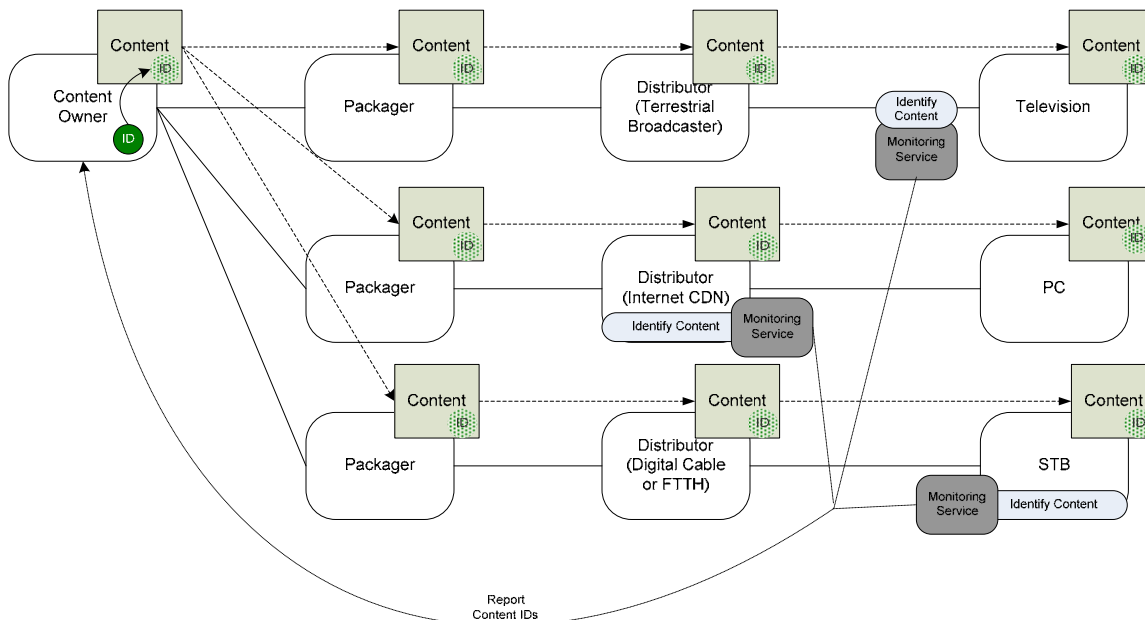 Content
ID
Content
ID
Content
ID
Content
ID
Content
Owner
ID
Packager
Distributor
(Terrestrial
Broadcaster)
Identify
Content
Monitoring
Service
Television
Content
ID
Content
ID
Content
ID
Packager
Distributor
(Internet CDN)
Identify Content
Monitoring
Service
PC
Content
ID
Content
ID
Content
ID
Packager
Distributor
(Digital Cable
or FTTH)
STB
Monitoring
Service
Identify Content
Report
Content IDs